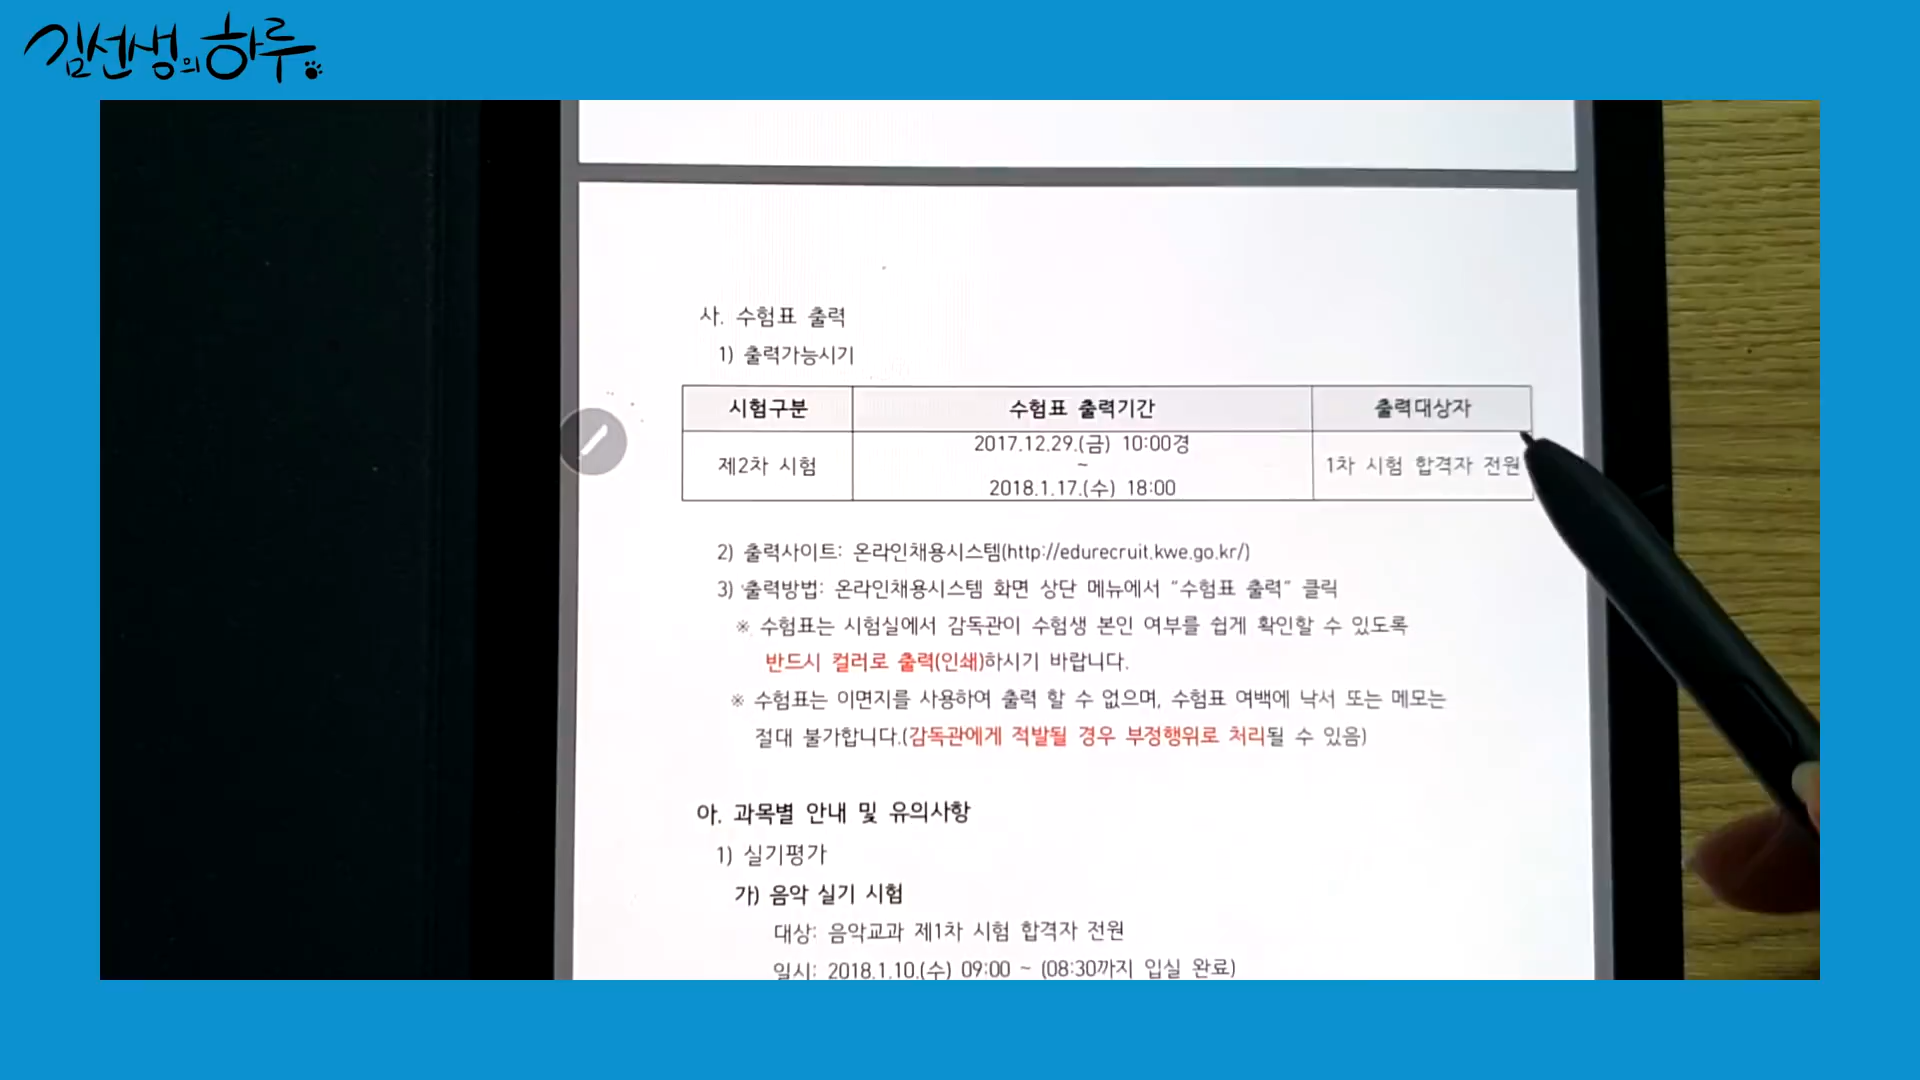 김선생의하루
사. 수험표 출력
1) 출력가능시기
시험구분 수험표 출력기간 출력대상자
제2차 시험 2017.12.29.(금) 10:00경 ~ 2018.1.17.(수) 18:00 1차 시험 합격자 전원
2) 출력사이트: 온라인채용시스템(http://edurecruit.kwe.go.kr/)
3) 출력방법: 온라인채용시스템 화면 상단 메뉴에서 "수험표 출력" 클릭
※ 수험표는 시험실에서 감독관이 수험생 본인 여부를 쉽게 확인할 수 있도록
반드시 컬러로 출력(인쇄)하시기 바랍니다.
※ 수험표는 이면지를 사용하여 출력 할 수 없으며, 수험표 여백에 낙서 또는 메모는
절대 불가합니다.(감독관에게 적발될 경우 부정행위로 처리될 수 있음)
아. 과목별 안내 및 유의사항
1) 실기평가
가) 음악 실기 시험
대상: 음악교과 제1차 시험 합격자 전원
일시: 2018.1.10.(수) 09:00 ~ (08:30까지 입실 완료)